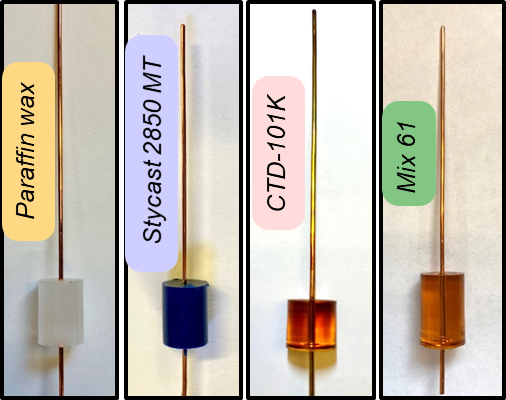 Paraffin wax
Stycast 2850 MT
CTD-101K
Mix 61